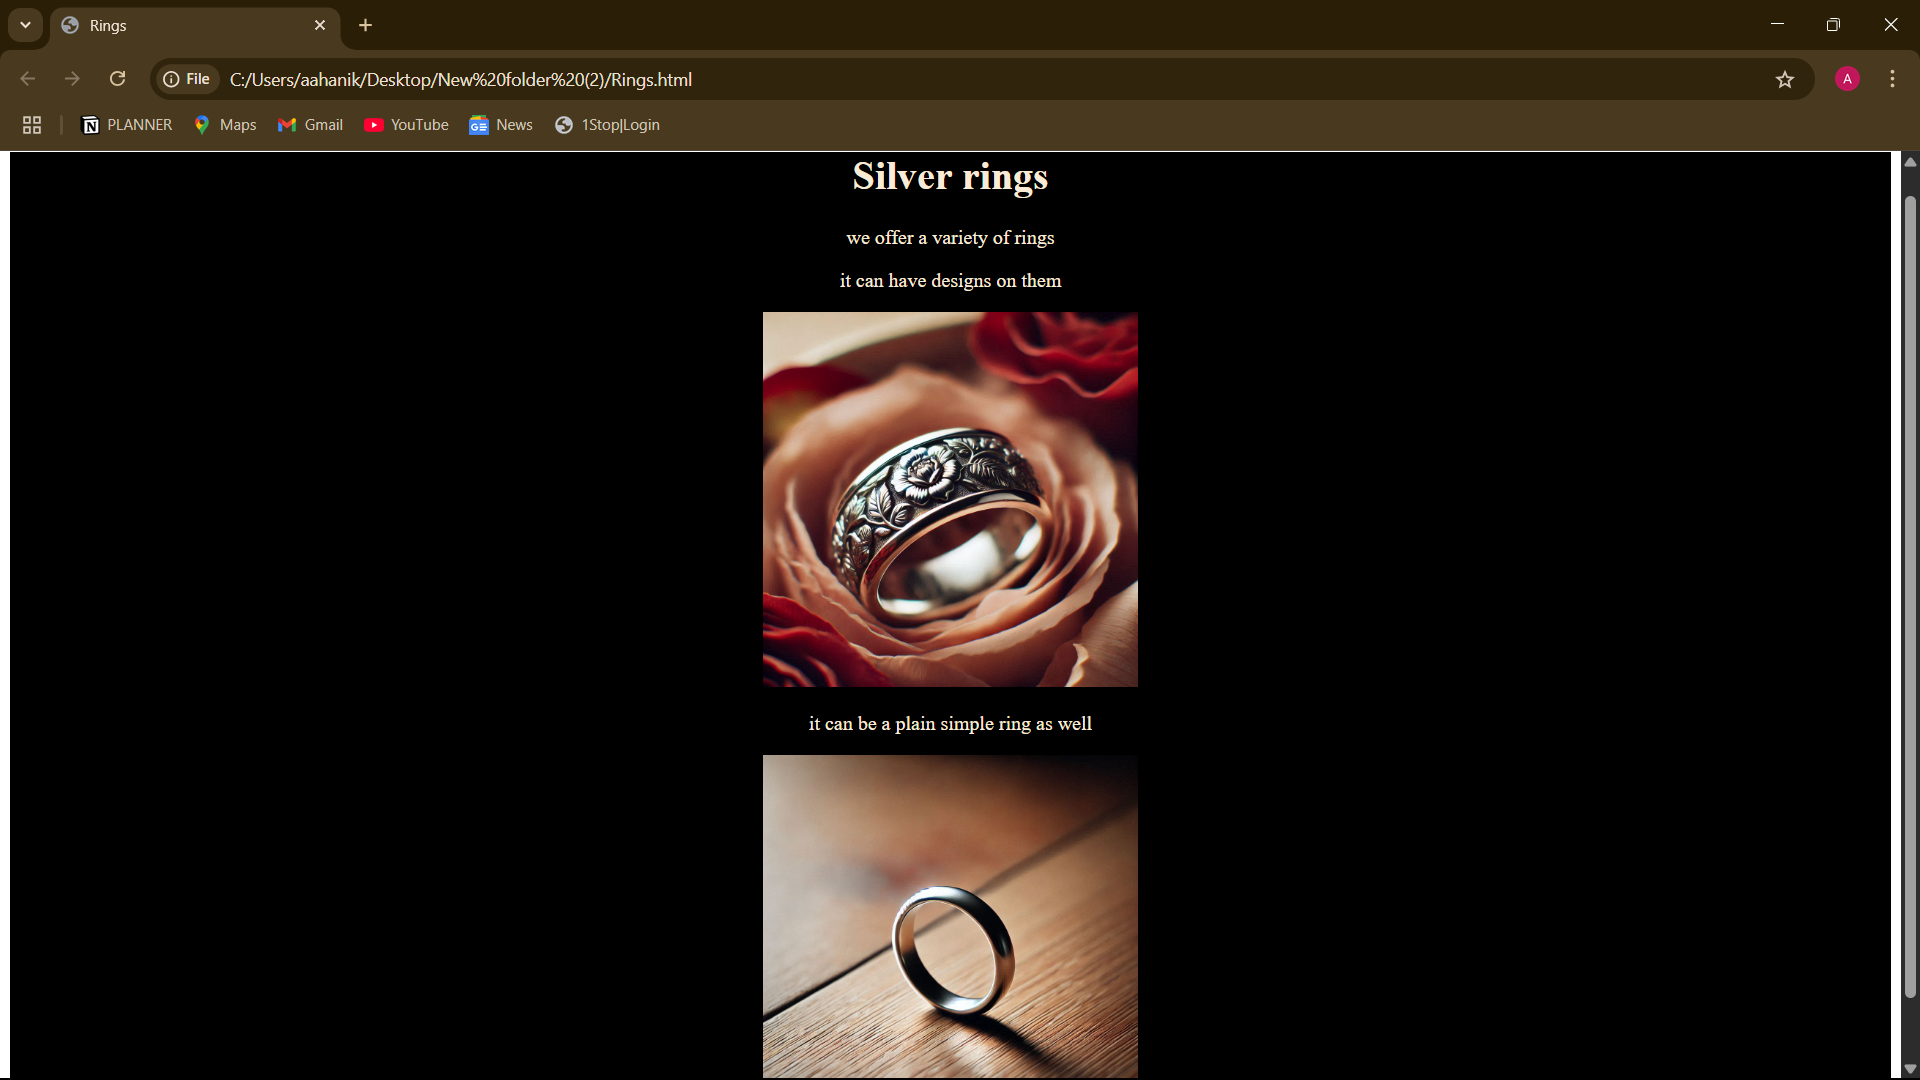 Rings
File
C:/Users/aahanik/Desktop/New%20folder%20(2)/Rings.html
A
PLANNER
Maps
Gmail
YouTube
News
1Stop|Login
Silver rings
we offer a variety of rings
it can have designs on them
it can be a plain simple ring as well